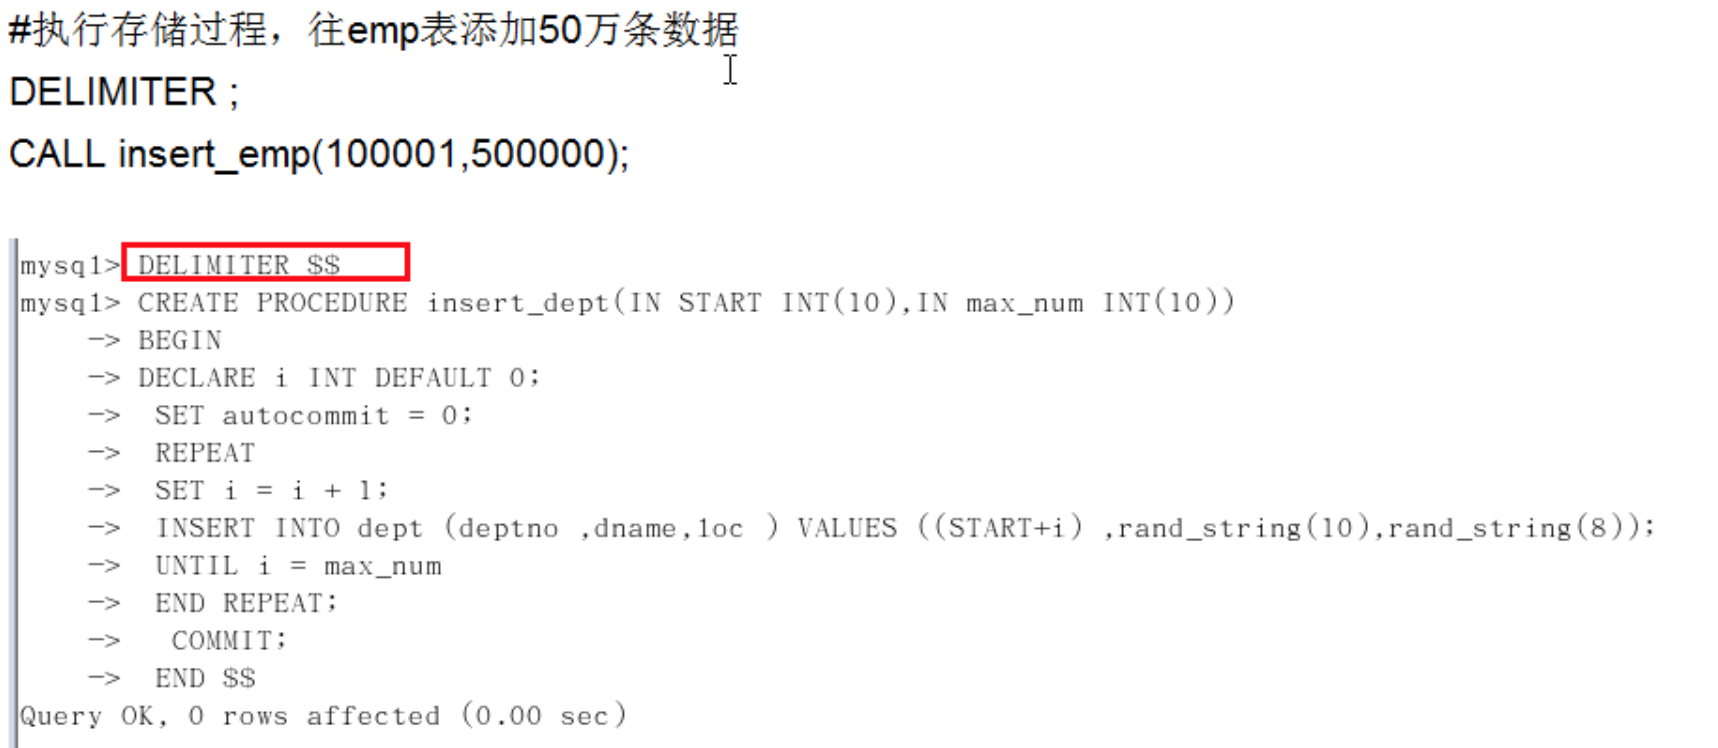 #执行存储过程，往emp表添加50万条数据
DELIMITER ;
CALL insert_emp(100001,500000);
mysql> DELIMITER $$
mysql> CREATE PROCEDURE insert_dept(IN START INT(10),IN max_num INT(10))
-> BEGIN
-> DECLARE i INT DEFAULT 0;
-> SET autocommit = 0;
-> REPEAT
-> SET i = i + 1;
-> INSERT INTO dept (deptno ,dname,loc ) VALUES ((START+i) ,rand_string(10),rand_string(8));
-> UNTIL i = max_num
-> END REPEAT;
-> COMMIT;
-> END $$
Query OK, 0 rows affected (0.00 sec)